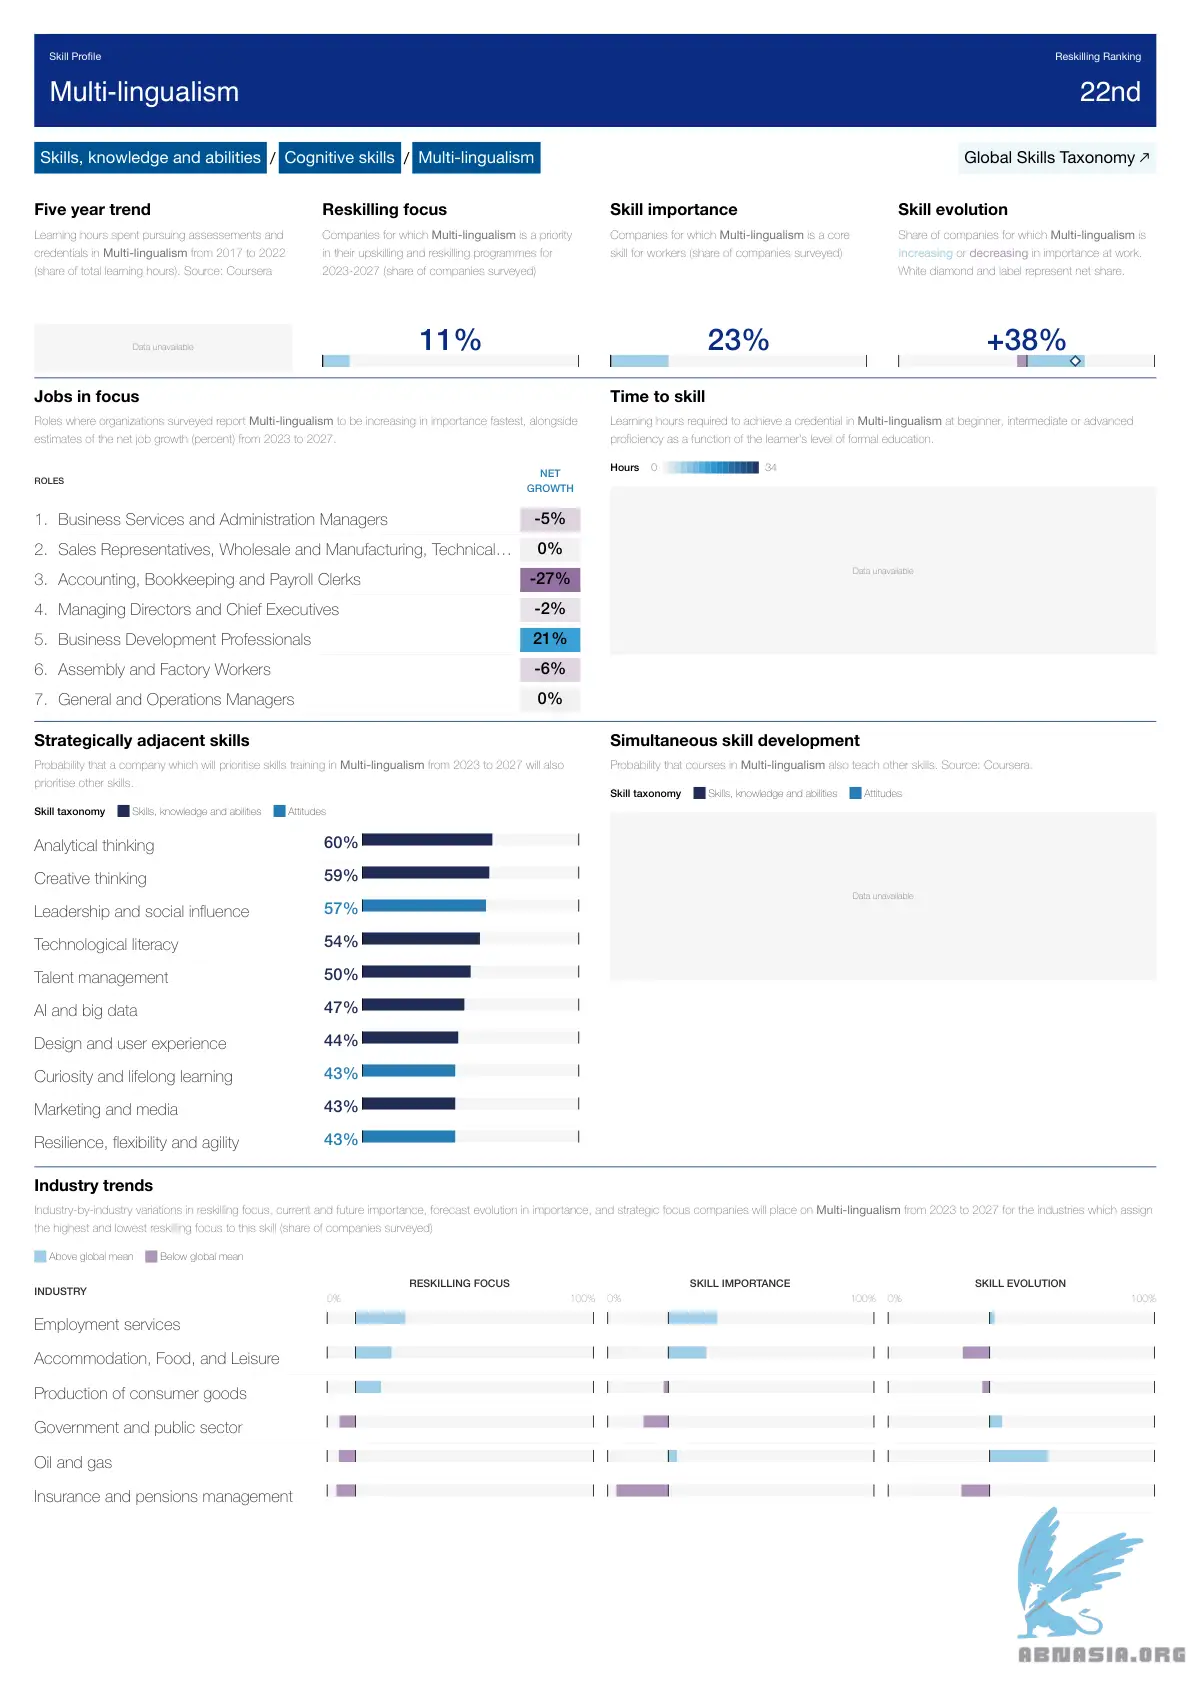 Skill Profile
Reskilling Ranking
Multi-lingualism
22nd
Skills, knowledge and abilities / Cognitive skills / Multi-lingualism
Global Skills Taxonomy ↗
Five year trend
Learning hours spent pursuing assessements and
credentials in Multi-lingualism from 2017 to 2022
(share of total learning hours). Source: Coursera
Data unavailable
Reskilling focus
Companies for which Multi-lingualism is a priority
in their upskilling and reskilling programmes for
2023-2027 (share of companies surveyed)
11%
Skill importance
Companies for which Multi-lingualism is a core
skill for workers (share of companies surveyed)
23%
Skill evolution
Share of companies for which Multi-lingualism is
increasing or decreasing in importance at work.
White diamond and label represent net share.
+38%
Jobs in focus
Roles where organizations surveyed report Multi-lingualism to be increasing in importance fastest, alongside
estimates of the net job growth (percent) from 2023 to 2027.
ROLES
NET
GROWTH
1. Business Services and Administration Managers -5%
2. Sales Representatives, Wholesale and Manufacturing, Technical... 0%
3. Accounting, Bookkeeping and Payroll Clerks -27%
4. Managing Directors and Chief Executives -2%
5. Business Development Professionals 21%
6. Assembly and Factory Workers -6%
7. General and Operations Managers 0%
Time to skill
Learning hours required to achieve a credential in Multi-lingualism at beginner, intermediate or advanced
proficiency as a function of the learner's level of formal education.
Hours 0 34
Data unavailable
Strategically adjacent skills
Probability that a company which will prioritise skills training in Multi-lingualism from 2023 to 2027 will also
prioritise other skills.
Skill taxonomy Skills, knowledge and abilities Attitudes
Analytical thinking 60%
Creative thinking 59%
Leadership and social influence 57%
Technological literacy 54%
Talent management 50%
AI and big data 47%
Design and user experience 44%
Curiosity and lifelong learning 43%
Marketing and media 43%
Resilience, flexibility and agility 43%
Simultaneous skill development
Probability that courses in Multi-lingualism also teach other skills. Source: Coursera.
Skill taxonomy Skills, knowledge and abilities Attitudes
Data unavailable
Industry trends
Industry-by-industry variations in reskilling focus, current and future importance, forecast evolution in importance, and strategic focus companies will place on Multi-lingualism from 2023 to 2027 for the industries which assign
the highest and lowest reskilling focus to this skill (share of companies surveyed)
Above global mean Below global mean
INDUSTRY
RESKILLING FOCUS
SKILL IMPORTANCE
SKILL EVOLUTION
0% 100% 0% 100% 0% 100%
Employment services
Accommodation, Food, and Leisure
Production of consumer goods
Government and public sector
Oil and gas
Insurance and pensions management
ABNASIA.ORG